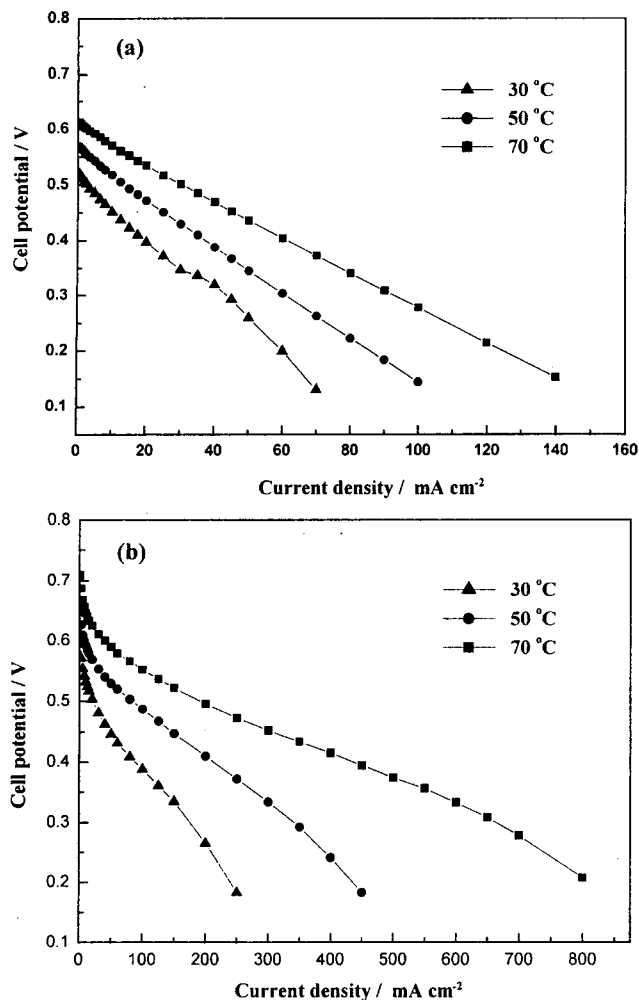 (a)
30 °C
50 °C
70 °C
0.8
0.7
0.6
0.5
0.4
0.3
0.2
0.1
Cell potential / V
0 20 40 60 80 100 120 140 160
Current density / mA cm⁻²
(b)
30 °C
50 °C
70 °C
0.8
0.7
0.6
0.5
0.4
0.3
0.2
0.1
Cell potential / V
0 100 200 300 400 500 600 700 800
Current density / mA cm⁻²